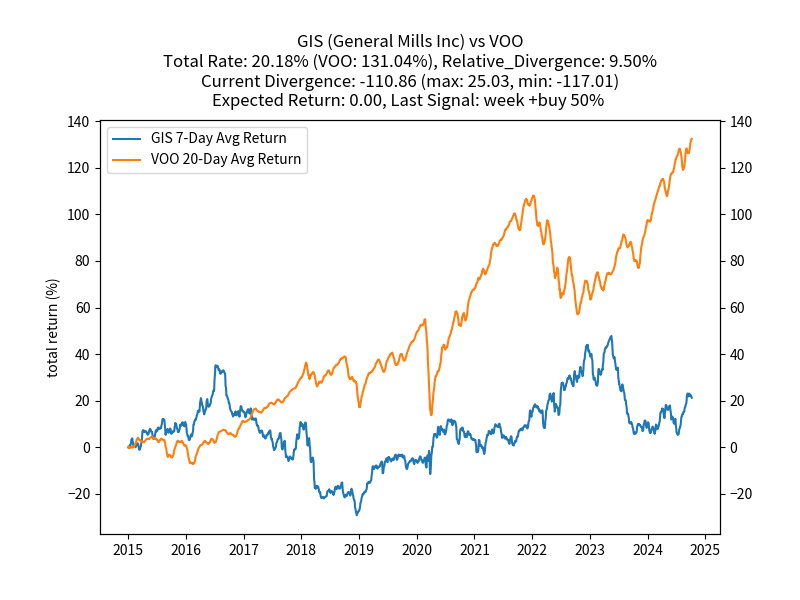 GIS (General Mills Inc) vs VOO
Total Rate: 20.18% (VOO: 131.04%), Relative_Divergence: 9.50%
Current Divergence: -110.86 (max: 25.03, min: -117.01)
Expected Return: 0.00, Last Signal: week +buy 50%
GIS 7-Day Avg Return
VOO 20-Day Avg Return
total return (%)
140
120
100
80
60
40
20
0
−20
140
120
100
80
60
40
20
0
−20
2015 2016 2017 2018 2019 2020 2021 2022 2023 2024 2025